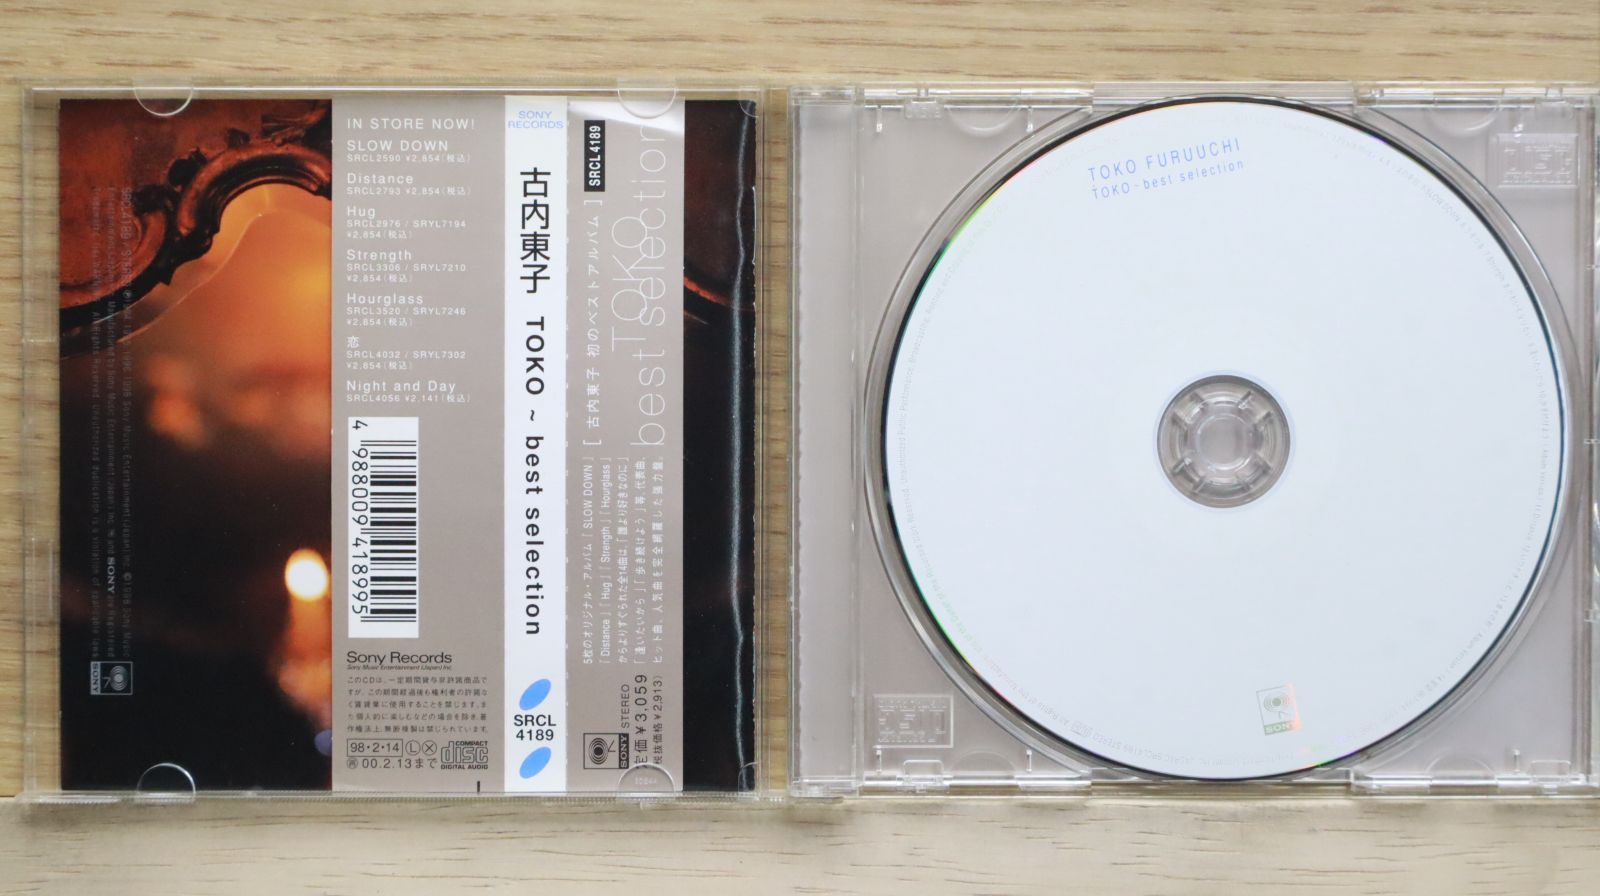 IN STORE NOW!
SLOW DOWN
SRCL2590 ¥2,854(税込)
Distance
SRCL2793 ¥2,854(税込)
Hug
SRCL2976 / SRYL7194
¥2,854(税込)
Strength
SRCL3306 / SRYL7210
¥2,854(税込)
Hourglass
SRCL3520 / SRYL7246
¥2,854(税込)
恋
SRCL4032 / SRYL7302
¥2,854(税込)
Night and Day
SRCL4056 ¥2,141(税込)
4 988009 418995
Sony Records
Sony Music Entertainment (Japan) Inc.
このCDは、一定期間貸与非許諾商品で
すが、この期間経過後も権利者の許諾な
く賃貸業に使用することを禁じます。ま
た個人的に楽しむなどの場合を除き、著
作権法上、無断複製は禁じられています。
98・2・14 Ⓛ Ⓧ
00.2.13まで
COMPACT
disc
DIGITAL AUDIO
SONY
RECORDS
古内東子 TOKO ~ best selection
SRCL
4189
SRCL4189
[ 古内東子 初のベストアルバム ]
TOKO
best selection
5枚のオリジナル・アルバム「SLOW DOWN」
「Distance」「Hug」「Strength」「Hourglass」
からよりすぐられた全14曲は、「誰より好きなのに」
「逢いたいから」「歩き続けよう」等、代表曲、
ヒット曲、人気曲を完全網羅した強力盤。
SONY
STEREO
定価¥3,059
(税抜価格¥2,913)
SONY
TOKO FURUUCHI
TOKO - best selection
SONY